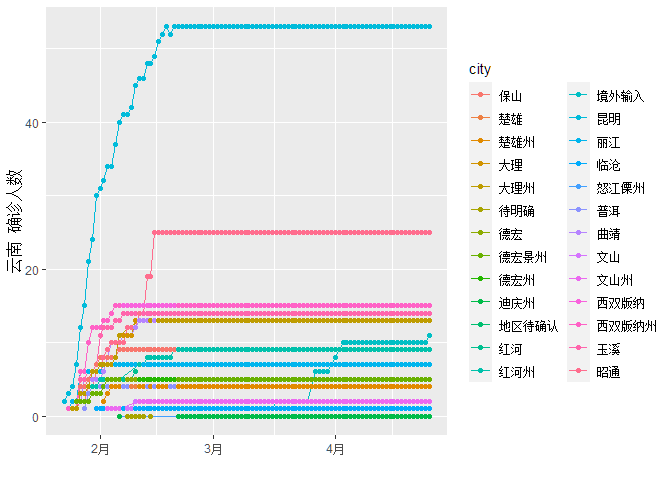 云南 确诊人数
40
20
0
2月
3月
4月
city
保山
楚雄
楚雄州
大理
大理州
待明确
德宏
德宏景州
德宏州
迪庆州
地区待确认
红河
红河州
境外输入
昆明
丽江
临沧
怒江傈州
普洱
曲靖
文山
文山州
西双版纳
西双版纳州
玉溪
昭通